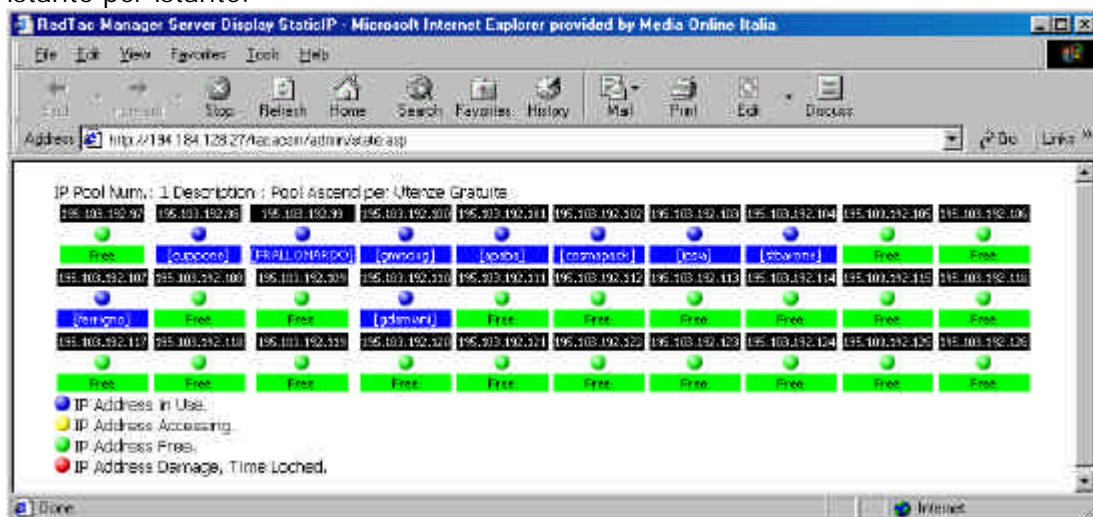 istante per istante.
RadTac Manager Server Display StaticIP - Microsoft Internet Explorer provided by Media Online Italia
File Edit View Favorites Tools Help
Stop Refresh Home Search Favorites History Mail Print Edit Discuss
Address Go Links »
IP Pool Num.: 1 Description : Pool Ascend per Utenze Gratuite
195.103.192.97 195.103.192.98 195.103.192.99 195.103.192.100 195.103.192.101 195.103.192.102 195.103.192.103 195.103.192.104 195.103.192.105 195.103.192.106
Free [cuppone] [FRALLONARDO] [apabo] [cosmapack] Free Free
195.103.192.107 195.103.192.108 195.103.192.109 195.103.192.110 195.103.192.111 195.103.192.112 195.103.192.113 195.103.192.114 195.103.192.115 195.103.192.116
Free Free [gdamiani] Free Free Free Free Free Free
195.103.192.117 195.103.192.118 195.103.192.119 195.103.192.120 195.103.192.121 195.103.192.122 195.103.192.123 195.103.192.124 195.103.192.125 195.103.192.126
Free Free Free Free Free Free Free Free Free Free
IP Address in Use.
IP Address Accessing.
IP Address Free.
IP Address Damage, Time Loched.
Done Internet